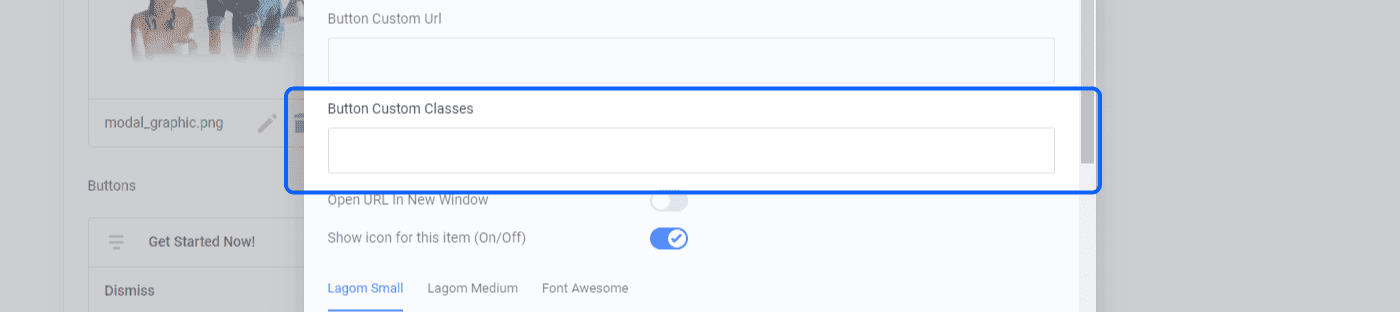 Button Custom Url
Button Custom Classes
modal_graphic.png
Buttons
Open URL In New Window
Show icon for this item (On/Off)
Get Started Now!
Dismiss
Lagom Small Lagom Medium Font Awesome